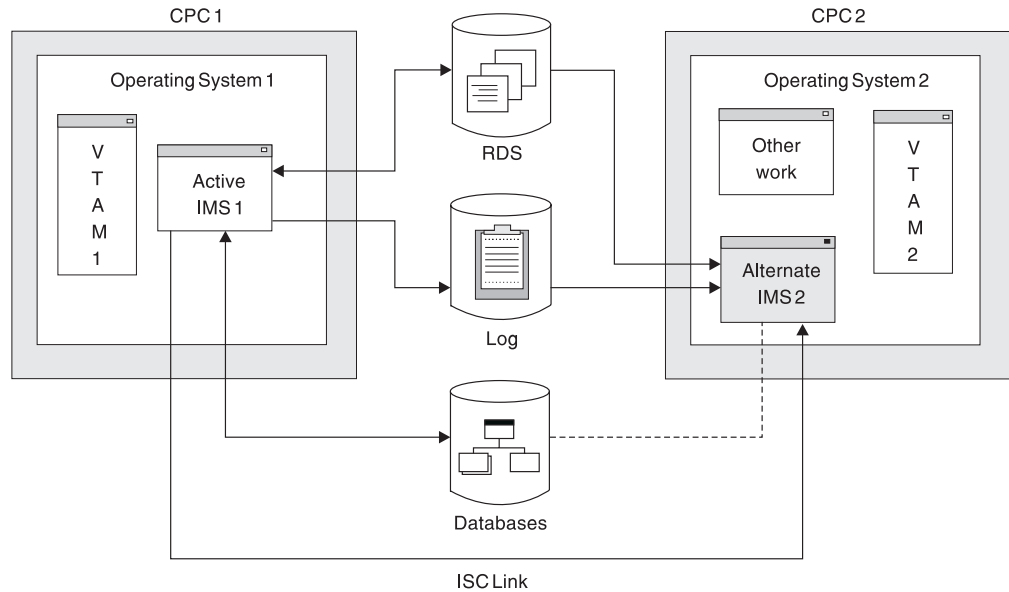 CPC 1
CPC 2
Operating System 1
V
T
A
M
1
Active
IMS 1
RDS
Log
Databases
ISC Link
Operating System 2
Other
work
V
T
A
M
2
Alternate
IMS 2